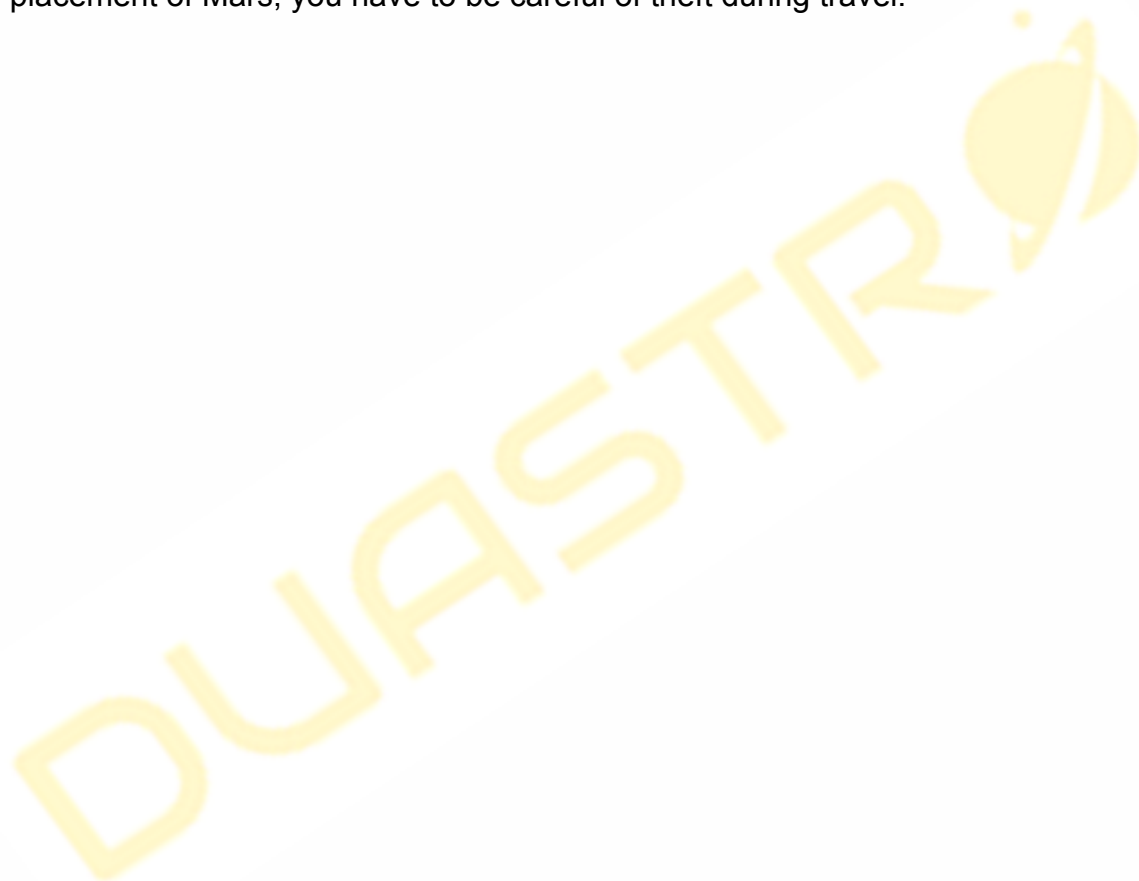 placement of Mars, you have to be careful of theft during travel.
DUASTRO